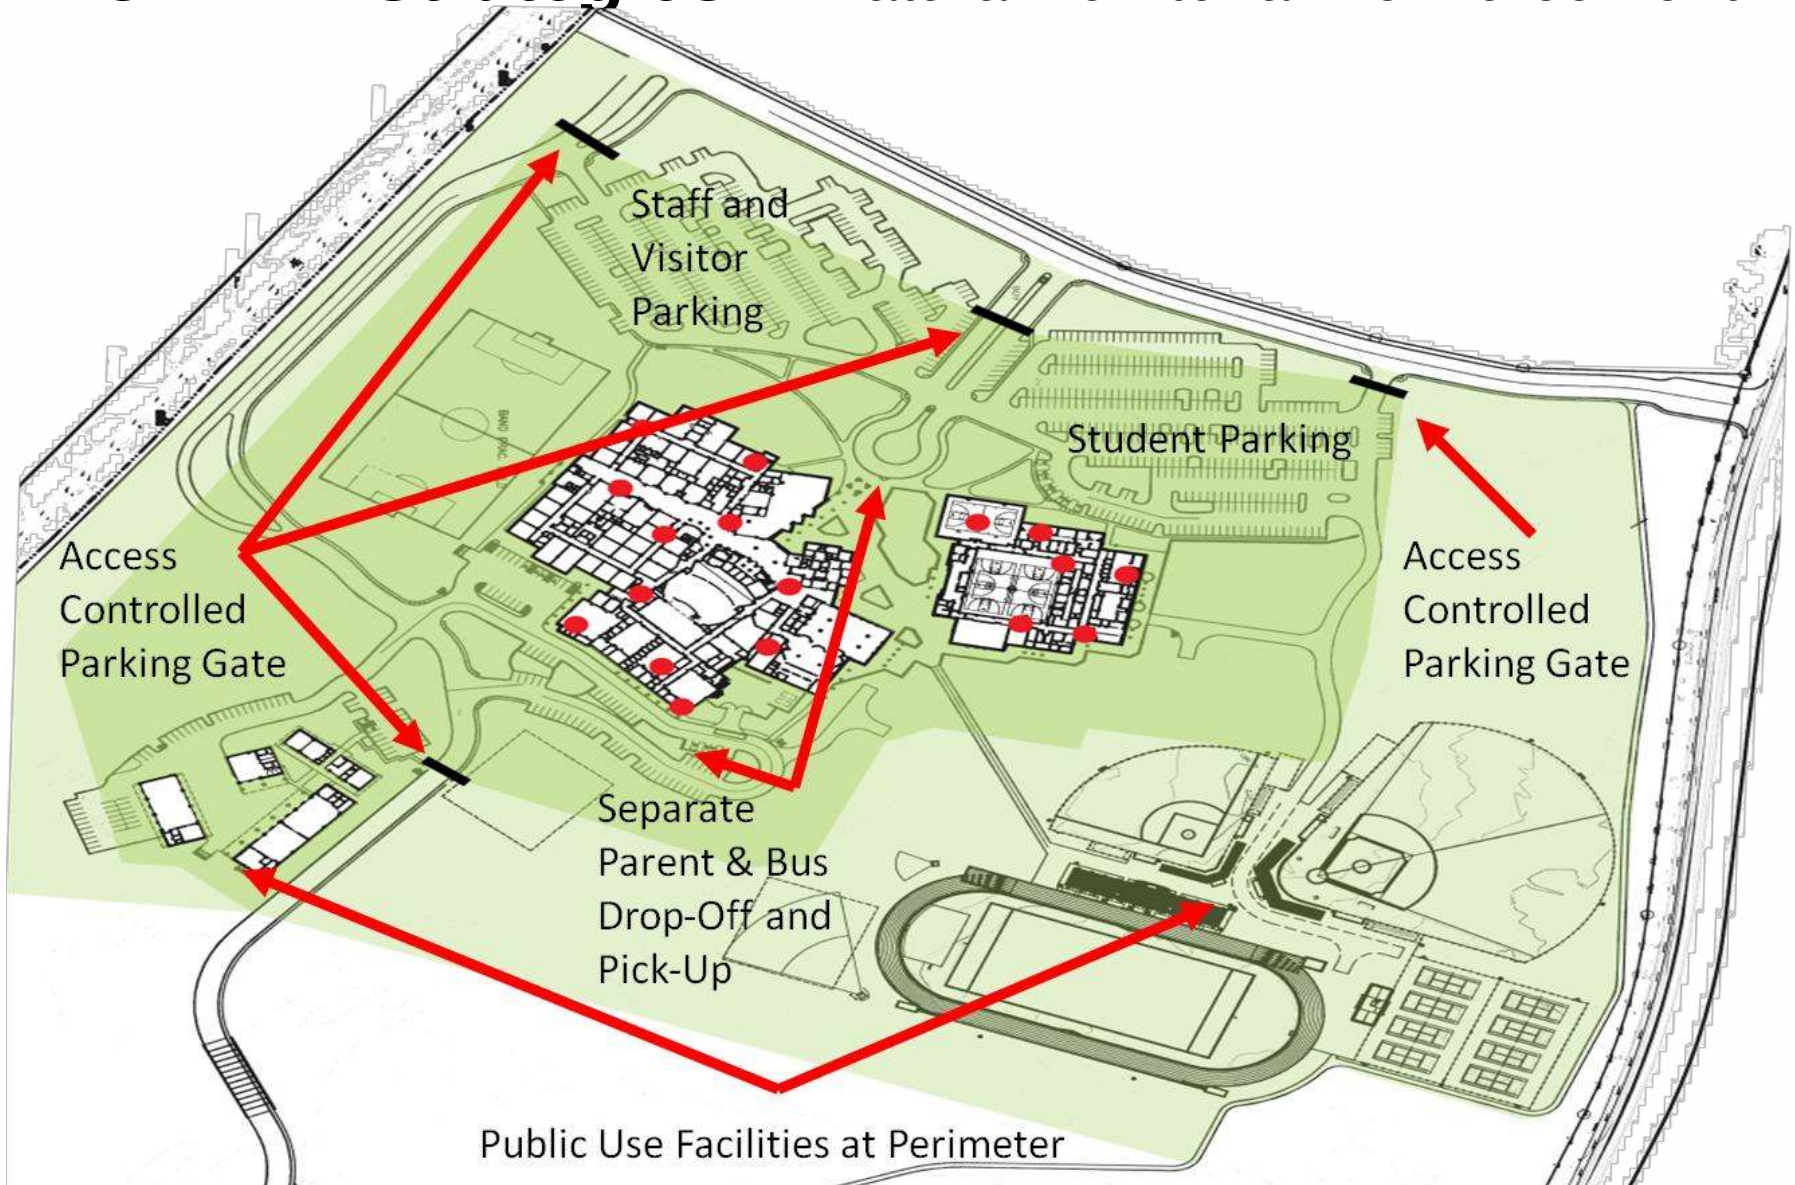 Staff and
Visitor
Parking
Student Parking
Access
Controlled
Parking Gate
Access
Controlled
Parking Gate
Separate
Parent & Bus
Drop-Off and
Pick-Up
Public Use Facilities at Perimeter